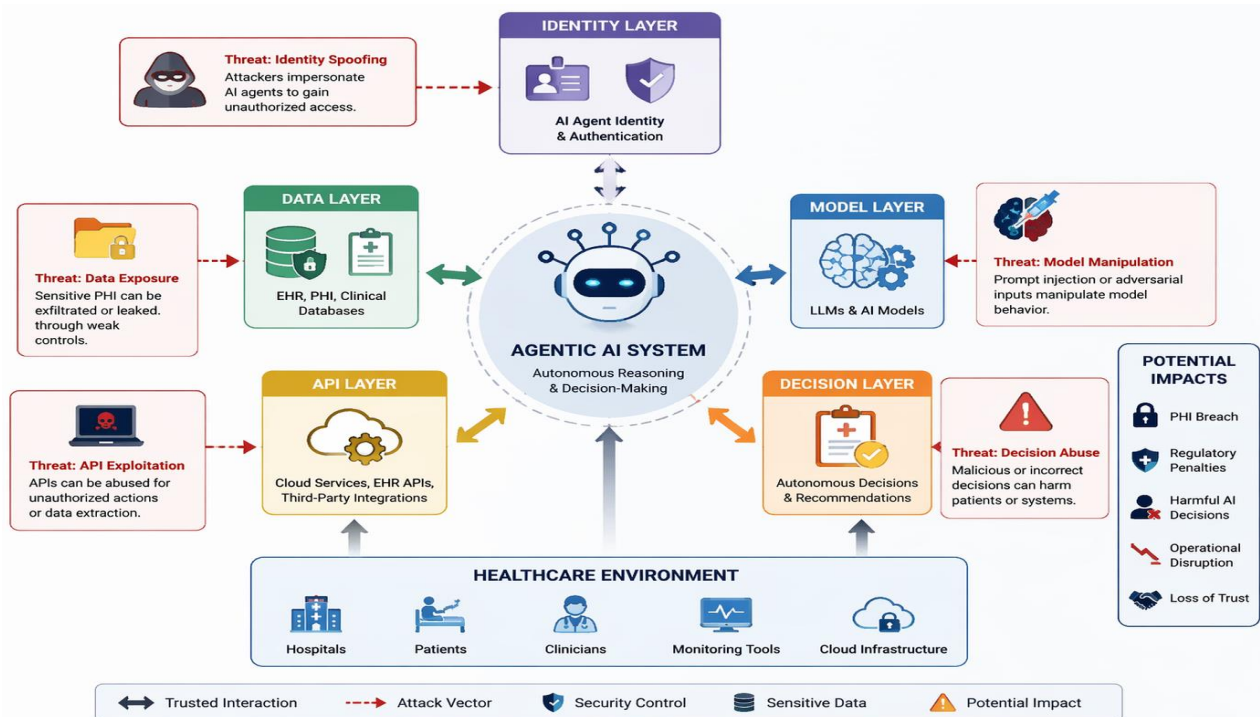 IDENTITY LAYER
AI Agent Identity
& Authentication
Threat: Identity Spoofing
Attackers impersonate
AI agents to gain
unauthorized access.
DATA LAYER
EHR, PHI, Clinical
Databases
Threat: Data Exposure
Sensitive PHI can be
exfiltrated or leaked.
through weak
controls.
MODEL LAYER
LLMs & AI Models
Threat: Model Manipulation
Prompt injection or adversarial
inputs manipulate model
behavior.
AGENTIC AI SYSTEM
Autonomous Reasoning
& Decision-Making
API LAYER
Cloud Services, EHR APIs,
Third-Party Integrations
Threat: API Exploitation
APIs can be abused for
unauthorized actions
or data extraction.
DECISION LAYER
Autonomous Decisions
& Recommendations
Threat: Decision Abuse
Malicious or incorrect
decisions can harm
patients or systems.
POTENTIAL
IMPACTS
PHI Breach
Regulatory
Penalties
Harmful AI
Decisions
Operational
Disruption
Loss of Trust
HEALTHCARE ENVIRONMENT
Hospitals
Patients
Clinicians
Monitoring Tools
Cloud Infrastructure
Trusted Interaction
Attack Vector
Security Control
Sensitive Data
Potential Impact